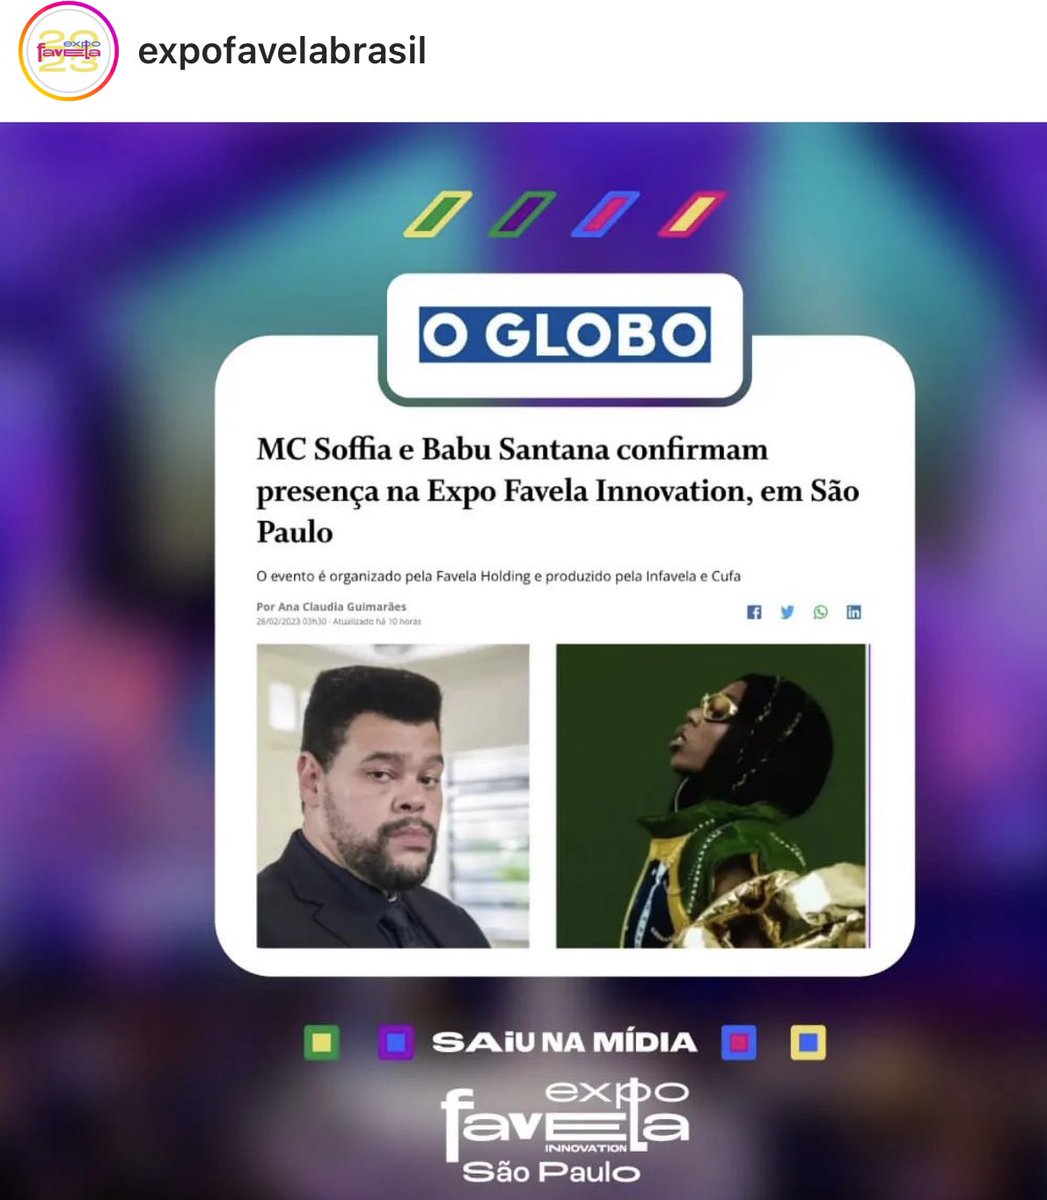 20
expo
favela
23
expofavelabrasil
O GLOBO
MC Soffia e Babu Santana confirmam
presença na Expo Favela Innovation, em São
Paulo
O evento é organizado pela Favela Holding e produzido pela Infavela e Cufa
Por Ana Claudia Guimarães
28/02/2023 03h30 · Atualizado há 10 horas
SAiU NA MÍDIA
expo
favela
INNOVATION
São Paulo